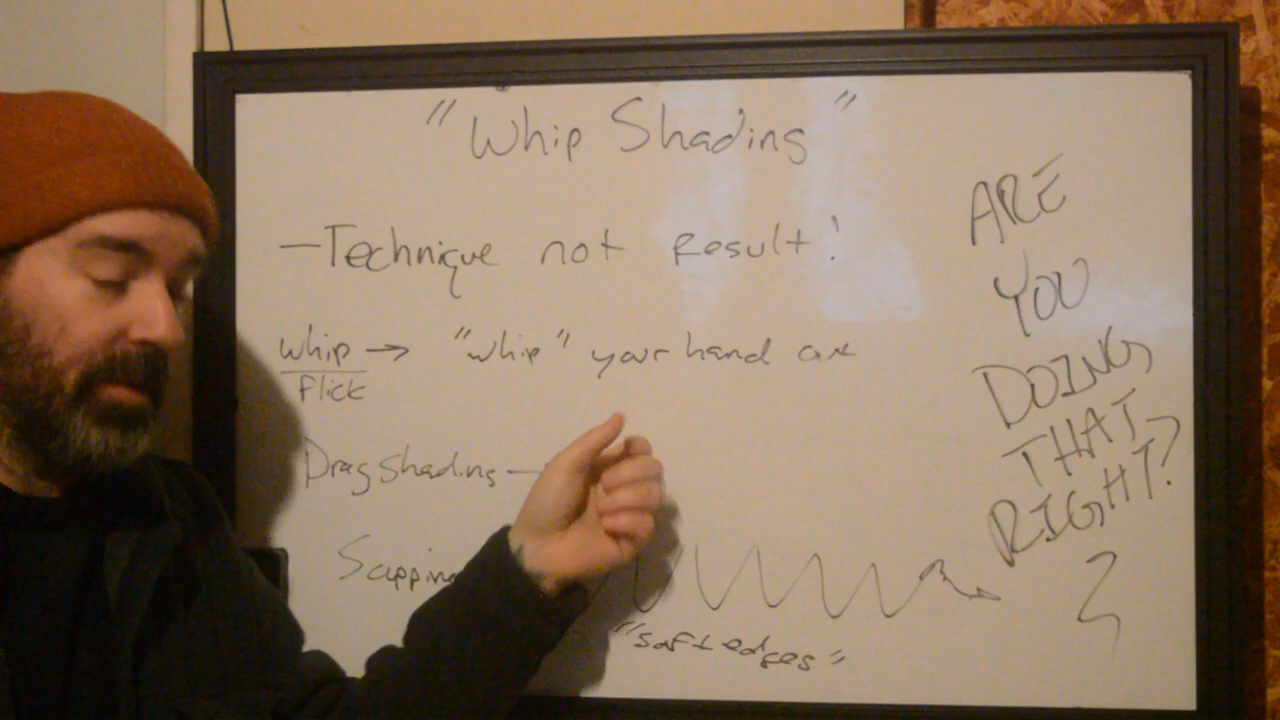 "Whip Shading"
- Technique not Result!
whip → "whip" your hand out
flick
Drag Shading -
"soft edges"
ARE
YOU
DOING
THAT
RIGHT?